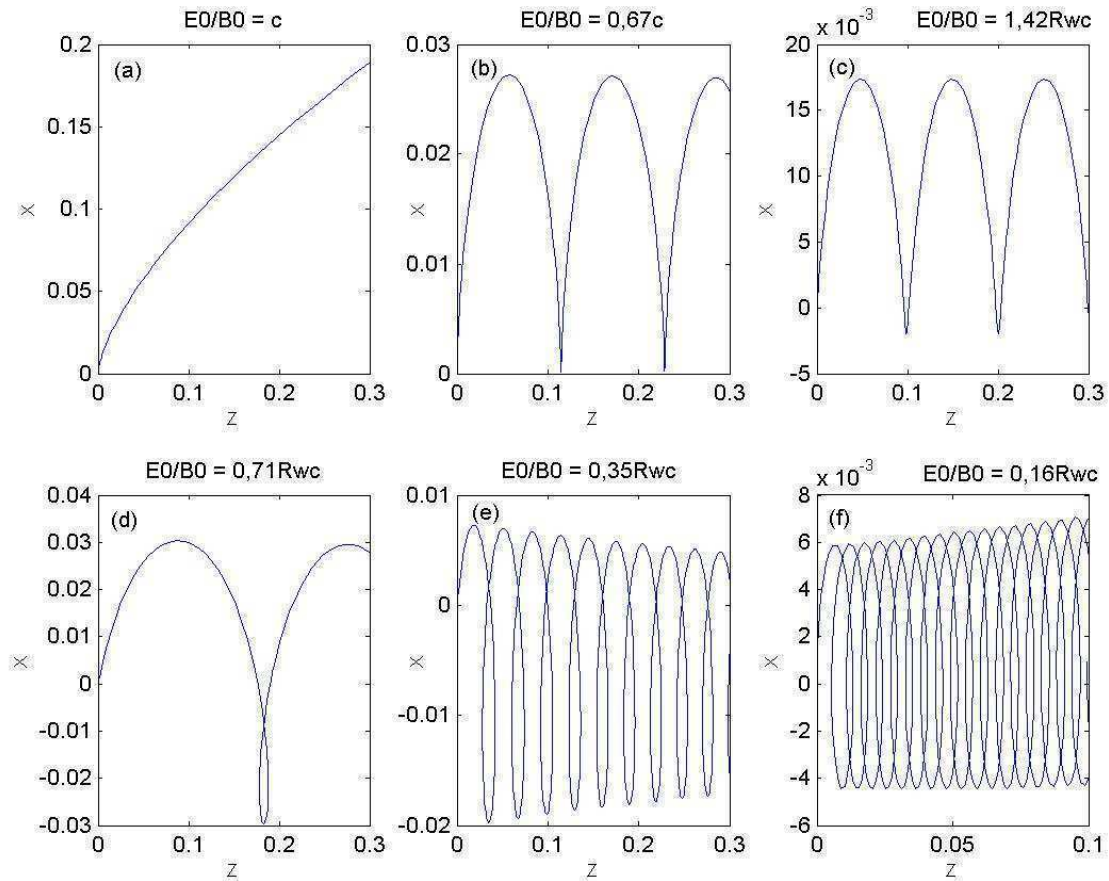 E0/B0 = c
(a)
0.2
0.15
0.1
0.05
0
X
0 0.1 0.2 0.3
Z
E0/B0 = 0,67c
(b)
0.03
0.02
0.01
0
X
0 0.1 0.2 0.3
Z
x 10^-3
E0/B0 = 1,42Rwc
(c)
20
15
10
5
0
-5
X
0 0.1 0.2 0.3
Z
E0/B0 = 0,71Rwc
(d)
0.04
0.03
0.02
0.01
0
-0.01
-0.02
-0.03
X
0 0.1 0.2 0.3
Z
E0/B0 = 0,35Rwc
(e)
0.01
0
-0.01
-0.02
X
0 0.1 0.2 0.3
Z
x 10^-3
E0/B0 = 0,16Rwc
(f)
8
6
4
2
0
-2
-4
-6
X
0 0.05 0.1
Z